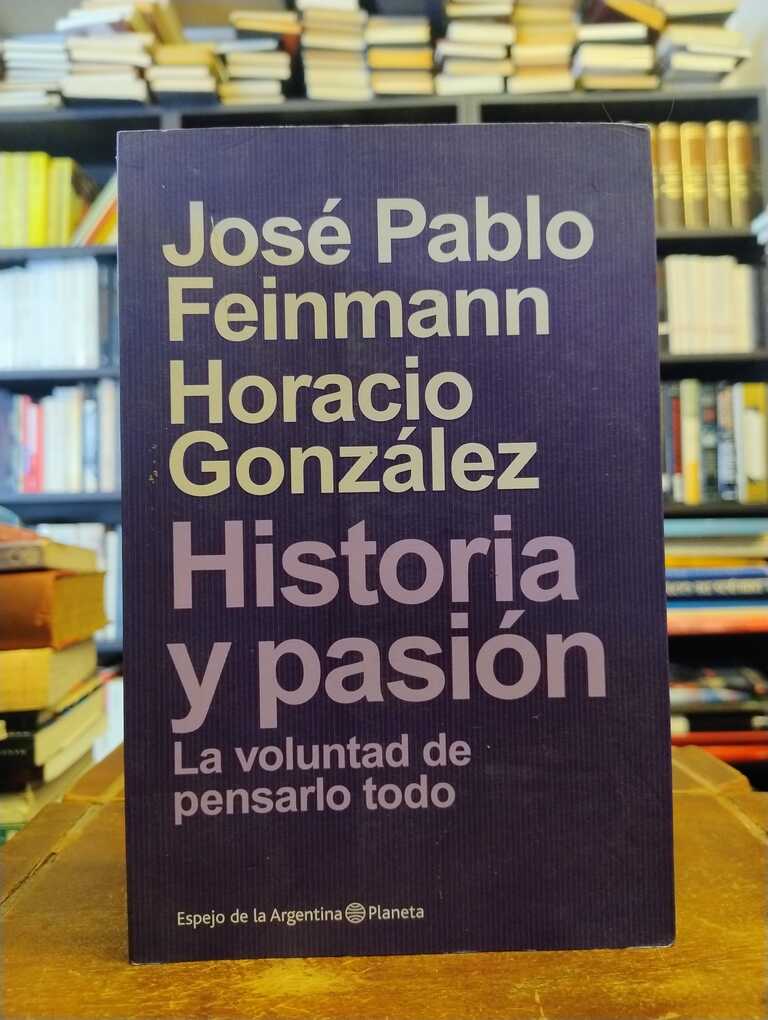 José Pablo
Feinmann
Horacio
González
Historia
y pasión
La voluntad de
pensarlo todo
Espejo de la Argentina Planeta